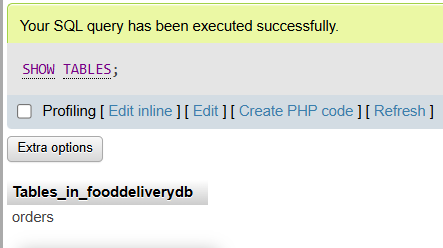 Your SQL query has been executed successfully.
SHOW TABLES;
Profiling [ Edit inline ] [ Edit ] [ Create PHP code ] [ Refresh ]
Extra options
Tables_in_fooddeliverydb
orders